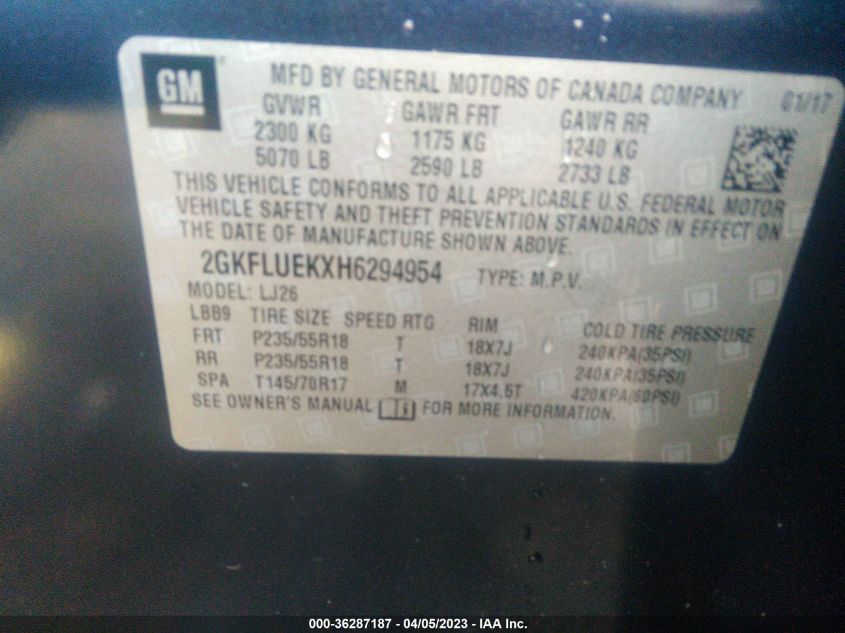 GM
MFD BY GENERAL MOTORS OF CANADA COMPANY 01/17
GVWR GAWR FRT GAWR RR
2300 KG 1175 KG 1240 KG
5070 LB 2590 LB 2733 LB
THIS VEHICLE CONFORMS TO ALL APPLICABLE U.S. FEDERAL MOTOR
VEHICLE SAFETY AND THEFT PREVENTION STANDARDS IN EFFECT ON
THE DATE OF MANUFACTURE SHOWN ABOVE.
2GKFLUEKXH6294954 TYPE: M.P.V.
MODEL: LJ26
LBB9 TIRE SIZE SPEED RTG RIM COLD TIRE PRESSURE
FRT P235/55R18 T 18X7J 240KPA(35PSI)
RR P235/55R18 T 18X7J 240KPA(35PSI)
SPA T145/70R17 M 17X4.5T 420KPA(60PSI)
SEE OWNER'S MANUAL FOR MORE INFORMATION.
000-36287187 - 04/05/2023 - IAA Inc.